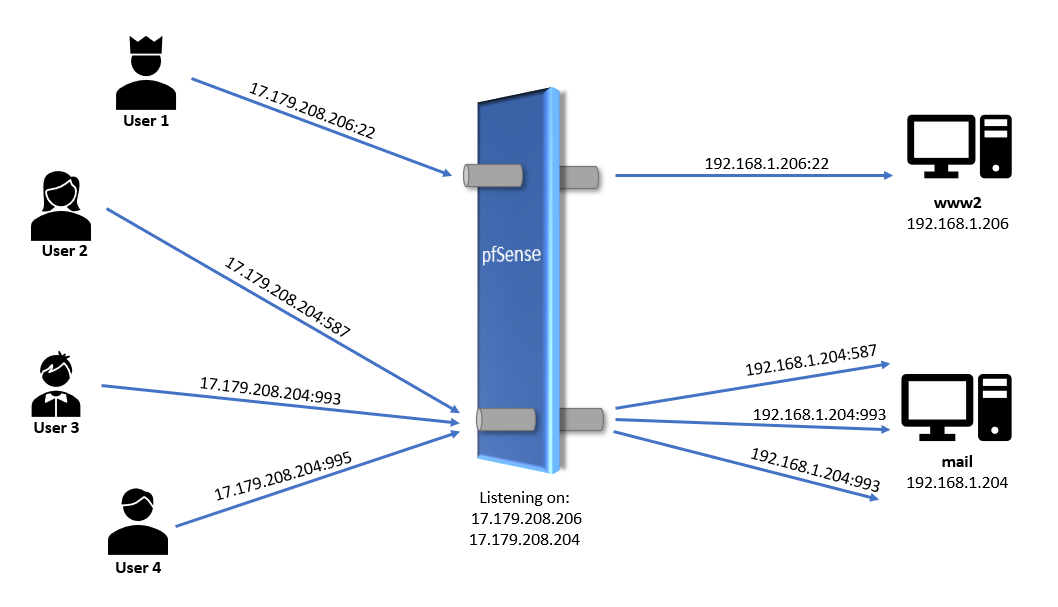 User 1
17.179.208.206:22
192.168.1.206:22
www2
192.168.1.206
User 2
17.179.208.204:587
pfSense
User 3
17.179.208.204:993
192.168.1.204:587
192.168.1.204:993
192.168.1.204:993
mail
192.168.1.204
User 4
17.179.208.204:995
Listening on:
17.179.208.206
17.179.208.204